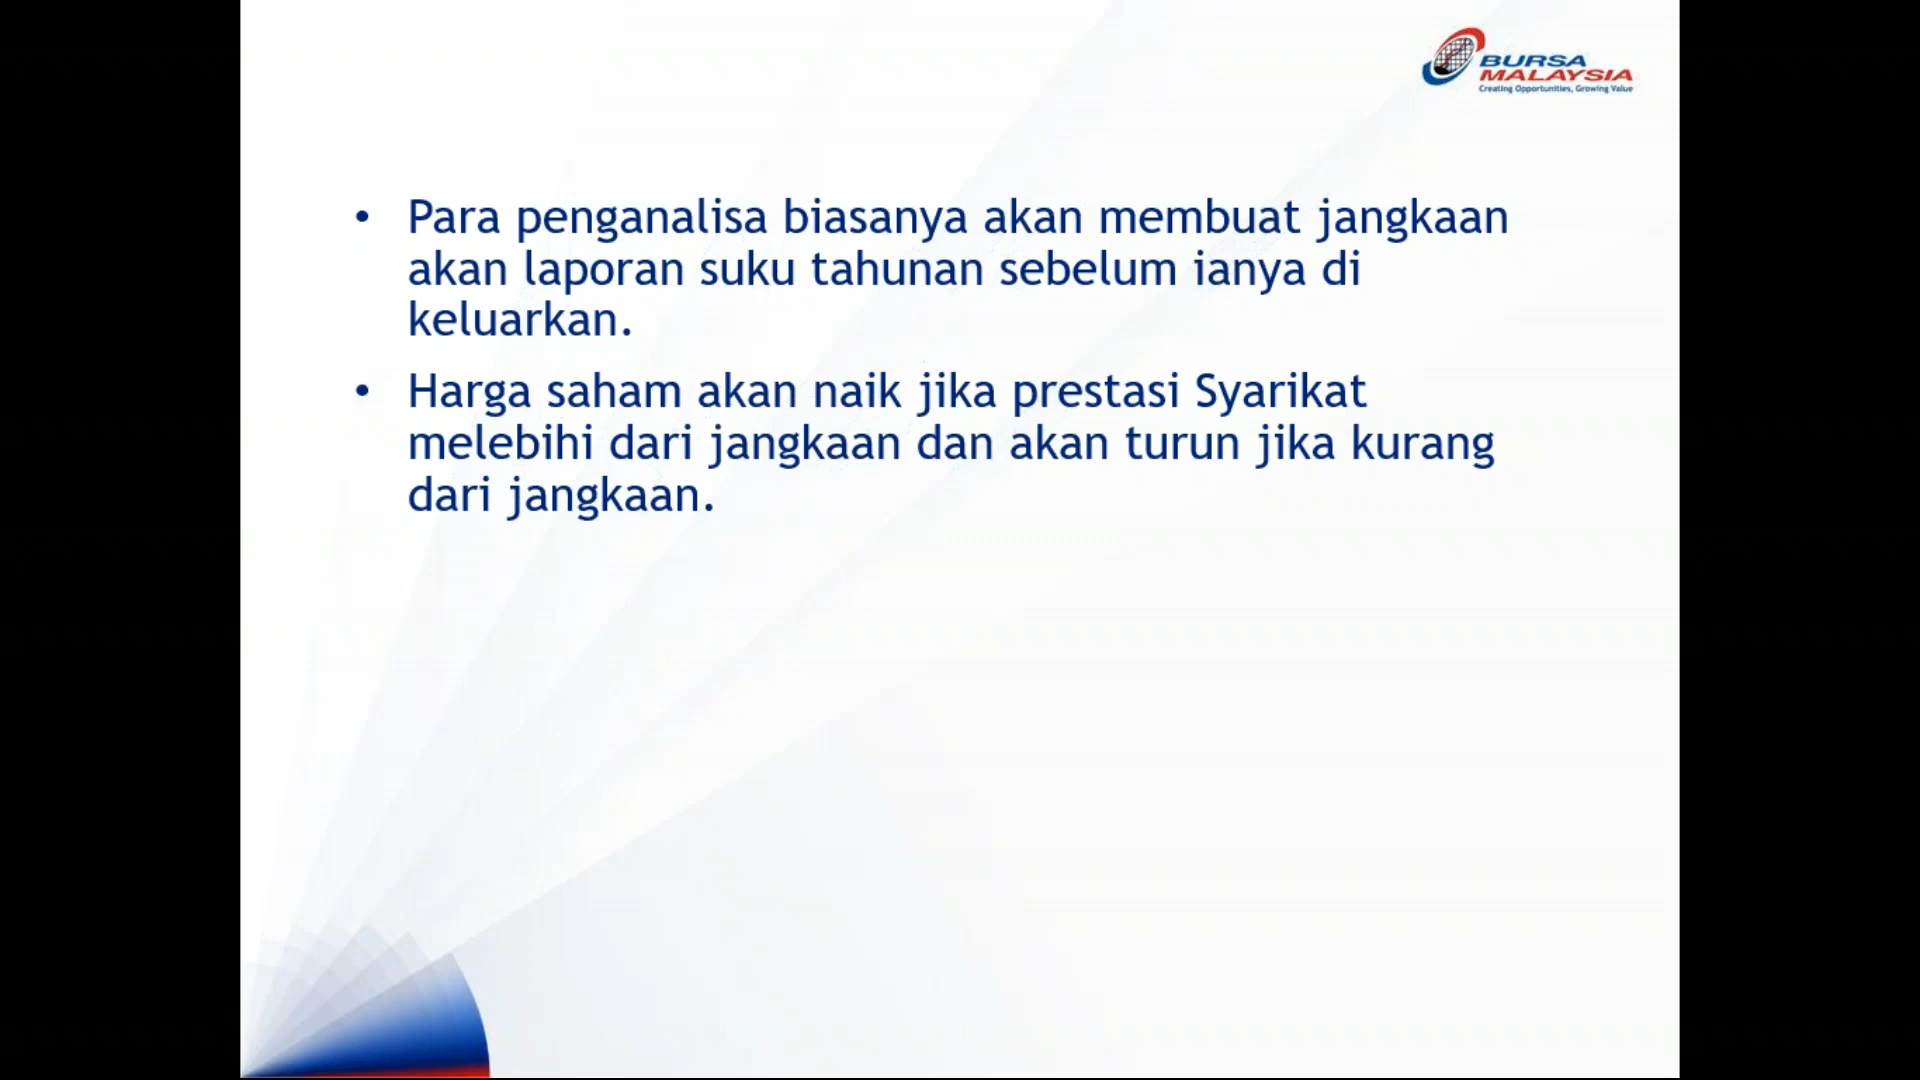 BURSA
MALAYSIA
Creating Opportunities, Growing Value
• Para penganalisa biasanya akan membuat jangkaan
akan laporan suku tahunan sebelum ianya di
keluarkan.
• Harga saham akan naik jika prestasi Syarikat
melebihi dari jangkaan dan akan turun jika kurang
dari jangkaan.